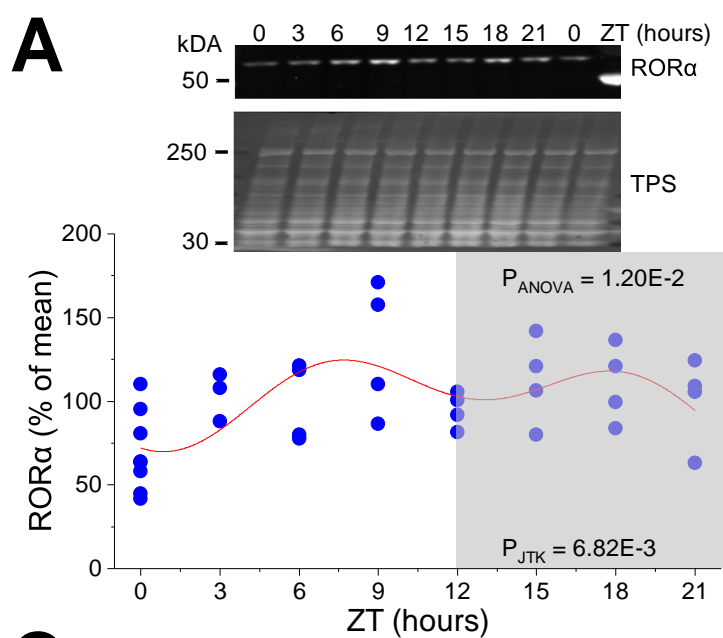 A
kDA 0 3 6 9 12 15 18 21 0 ZT (hours)
50 RORα
250
TPS
30
200
150
100
50
0
RORα (% of mean)
PANOVA = 1.20E-2
PJTK = 6.82E-3
0 3 6 9 12 15 18 21
ZT (hours)